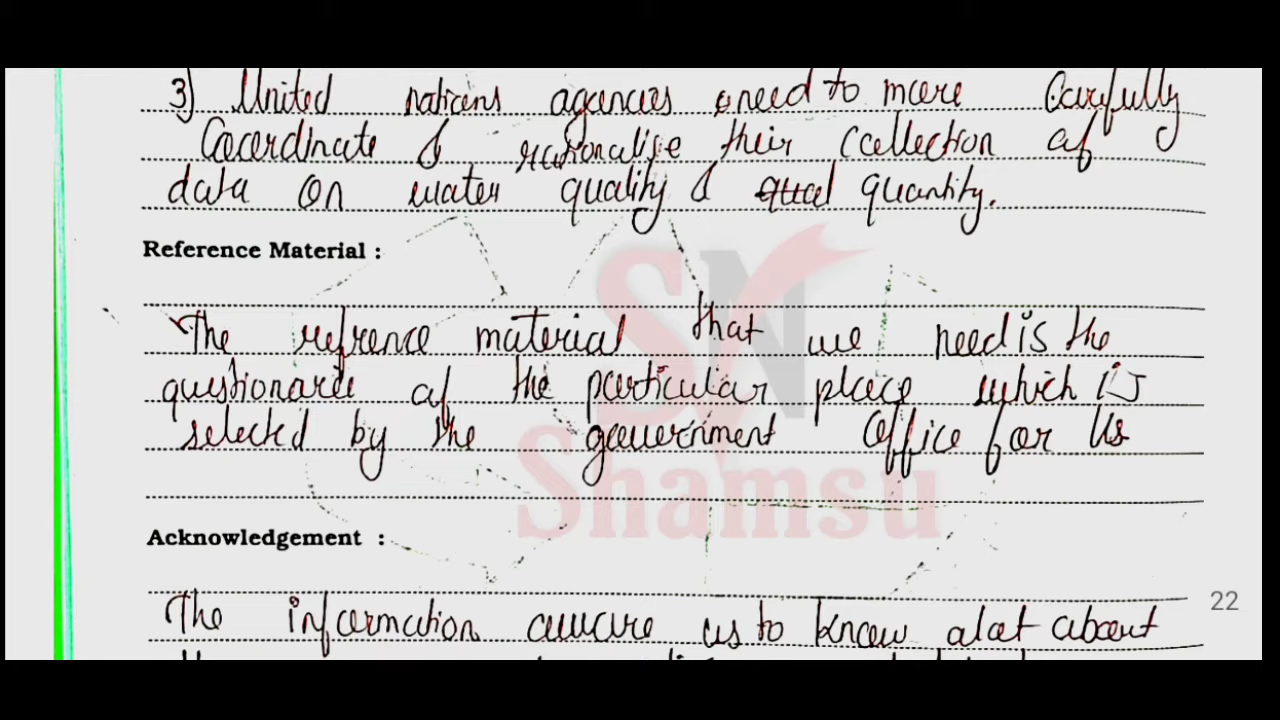 3) United nations agencies need to more Carefully
Coordinate & rationalise their collection of
data on water quality & quantity.
Reference Material :
The refrence material that we need is the
questionarie of the particular place which is
selected by the government office for Us
SN
Shamsu
Acknowledgement :
22
The information aware us to know alot about